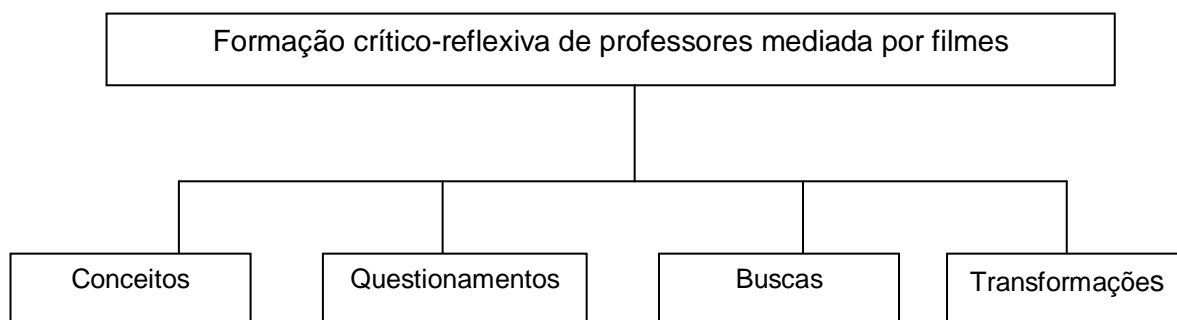 Formação crítico-reflexiva de professores mediada por filmes
Conceitos
Questionamentos
Buscas
Transformações